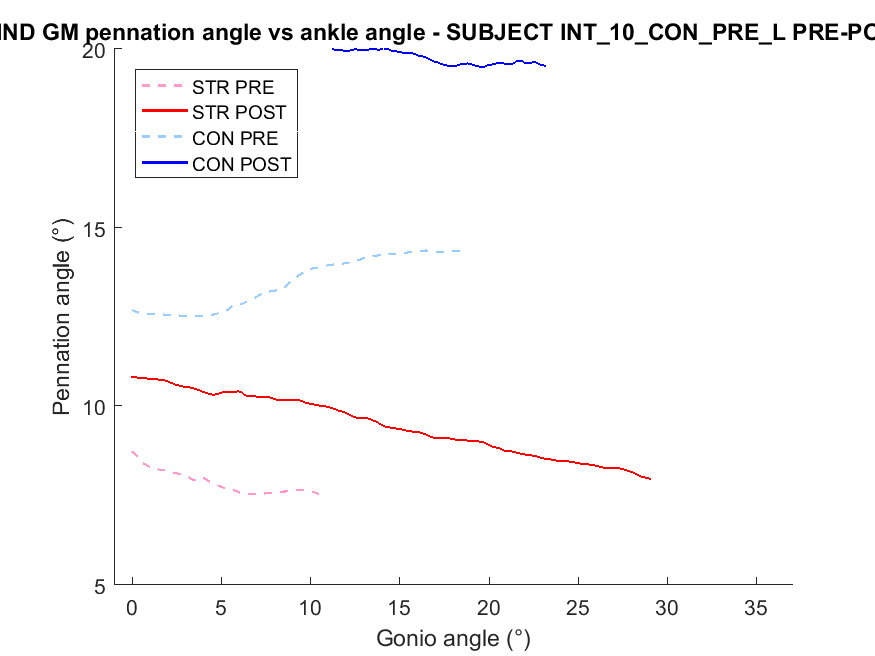 IND GM pennation angle vs ankle angle - SUBJECT INT_10_CON_PRE_L PRE-PO
20
STR PRE
STR POST
CON PRE
CON POST
15
10
5
Pennation angle (°)
0 5 10 15 20 25 30 35
Gonio angle (°)